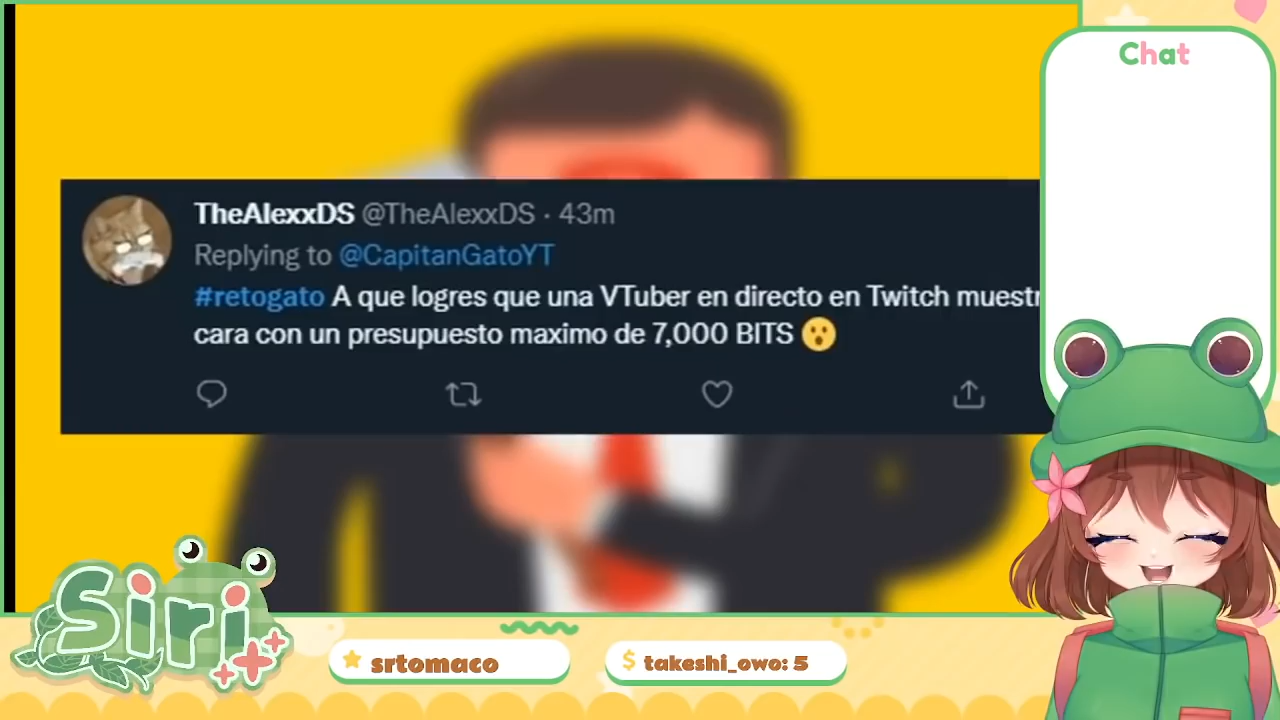 Chat
TheAlexxDS @TheAlexxDS · 43m
Replying to @CapitanGatoYT
#retogato A que logres que una VTuber en directo en Twitch muestr
cara con un presupuesto maximo de 7,000 BITS 😮
Siri
srtomaco
$ takeshi_owo: 5